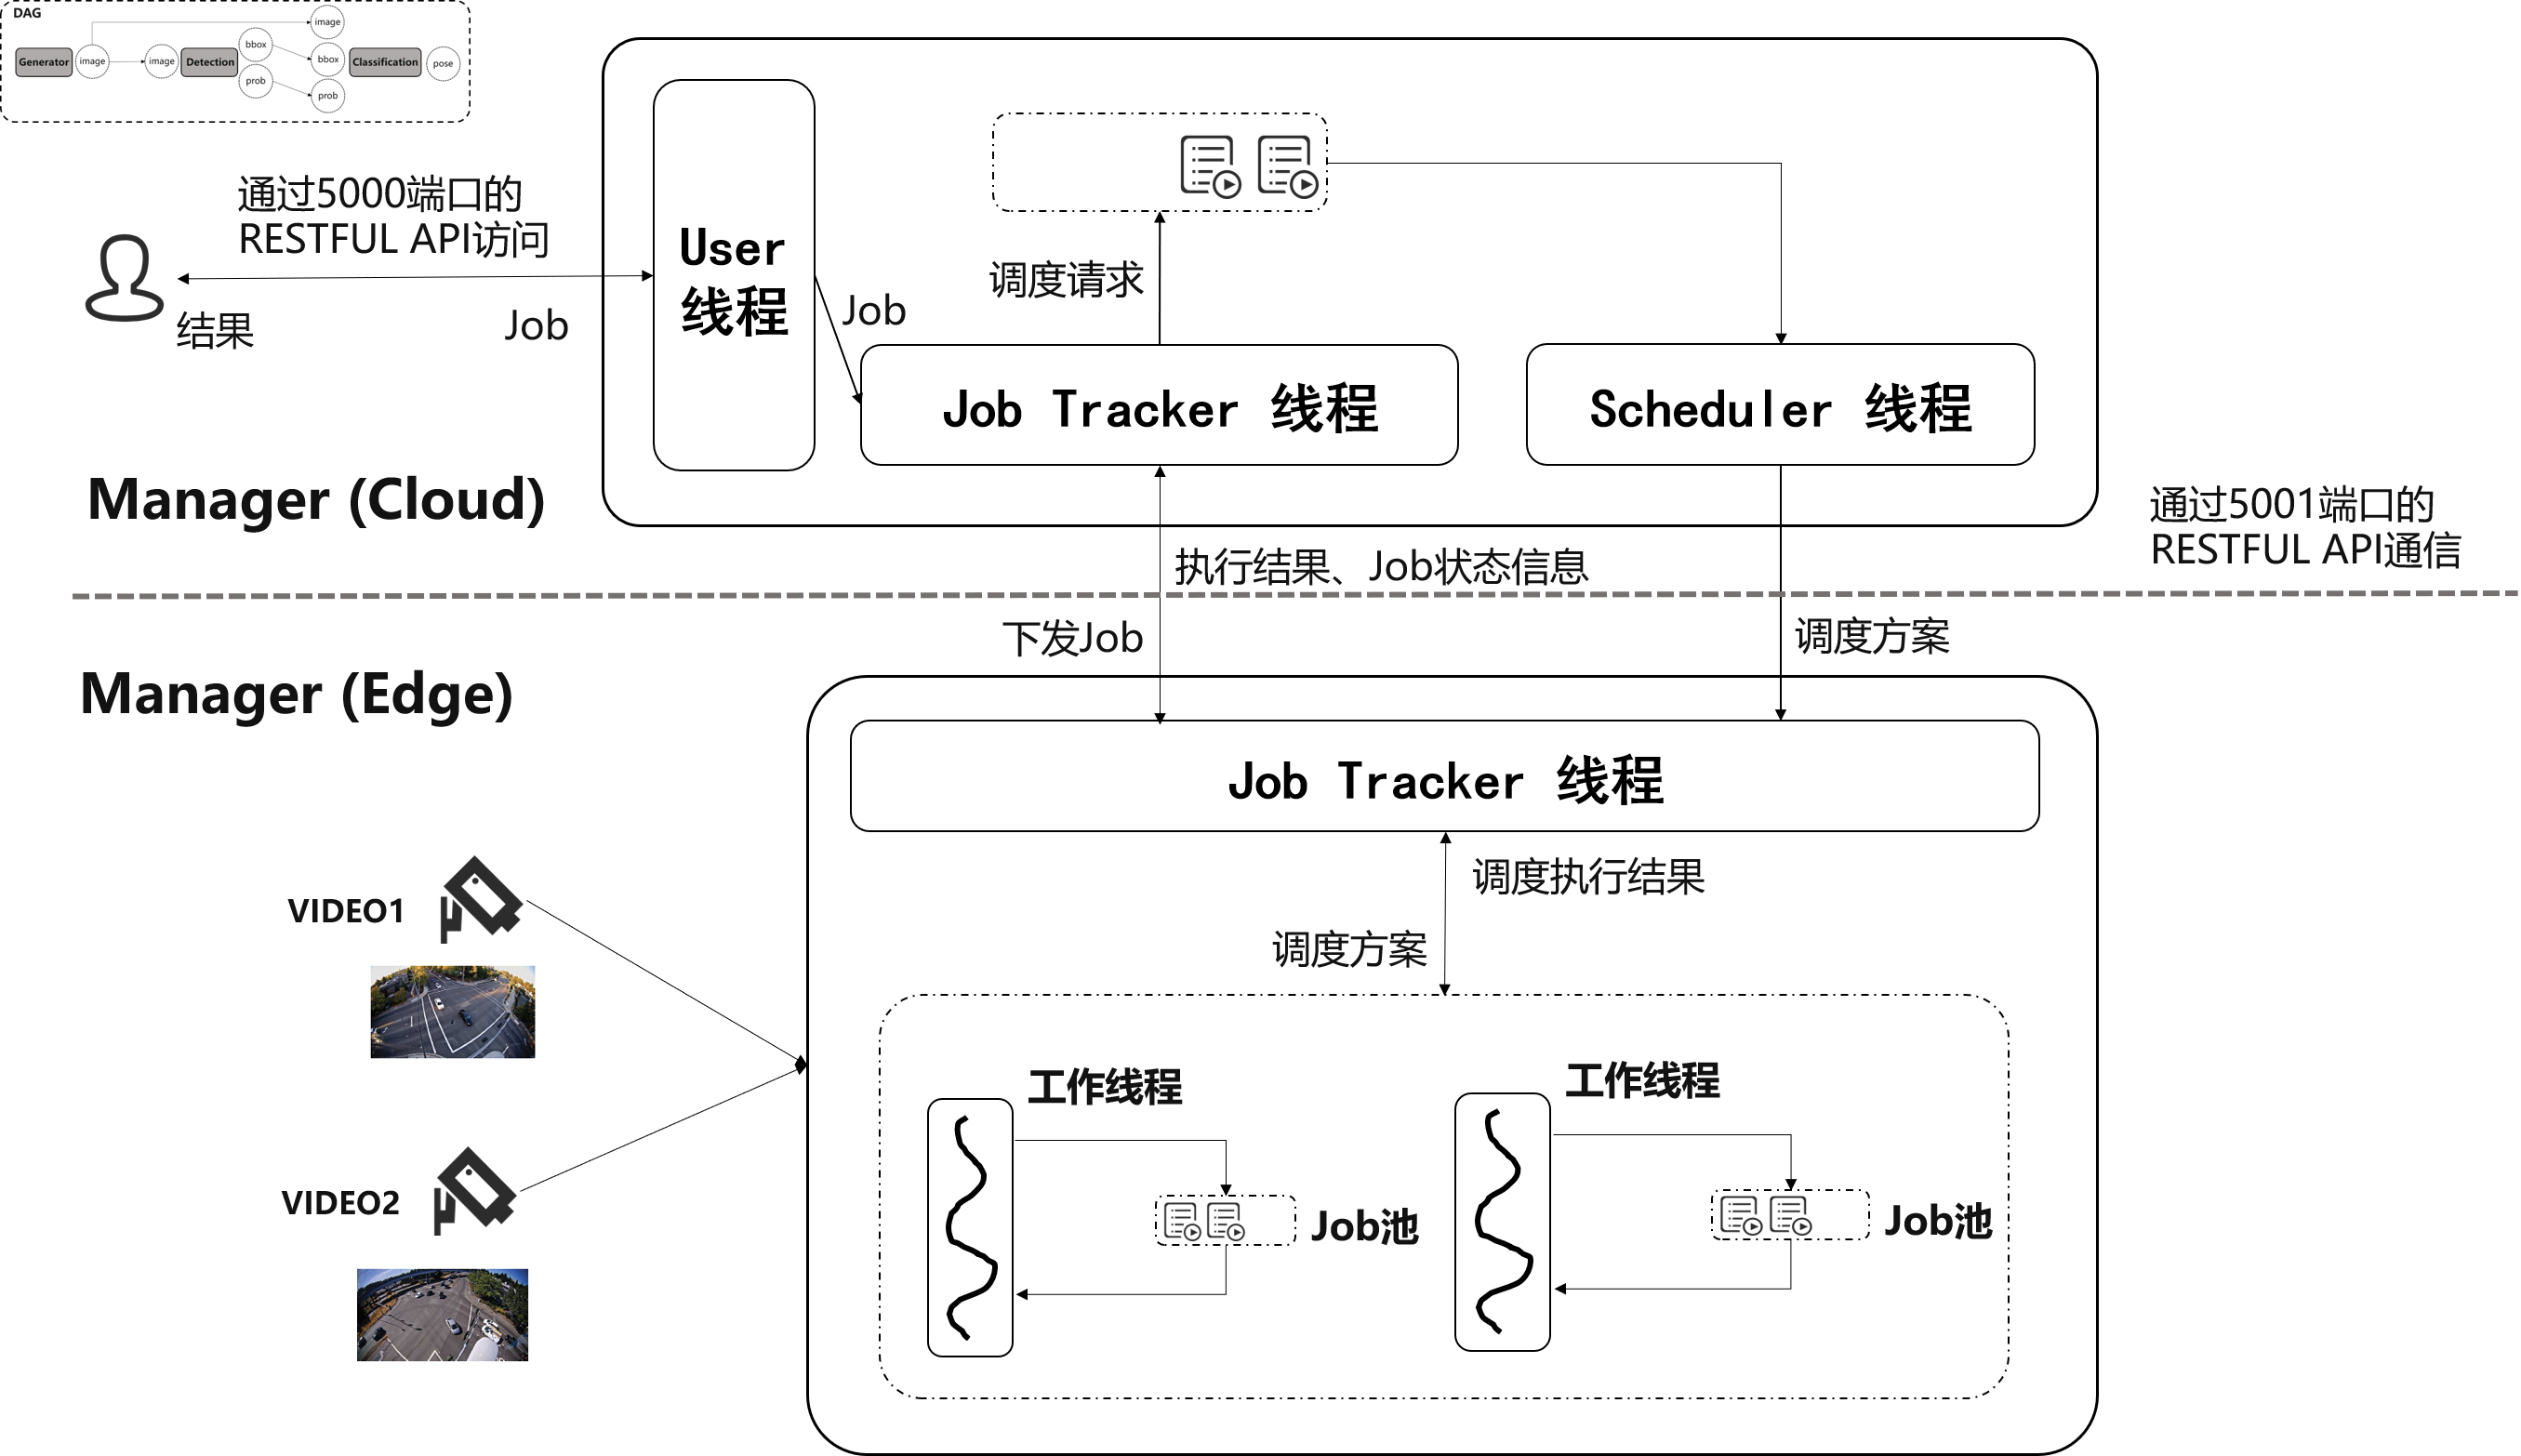 DAG
Generator
image
image
Detection
bbox
prob
image
bbox
prob
Classification
pose
通过5000端口的
RESTFUL API访问
结果
Job
User
线程
Job
调度请求
Job Tracker 线程
Scheduler 线程
Manager (Cloud)
通过5001端口的
RESTFUL API通信
执行结果、Job状态信息
下发Job
调度方案
Manager (Edge)
Job Tracker 线程
调度执行结果
调度方案
VIDEO1
VIDEO2
工作线程
Job池
工作线程
Job池